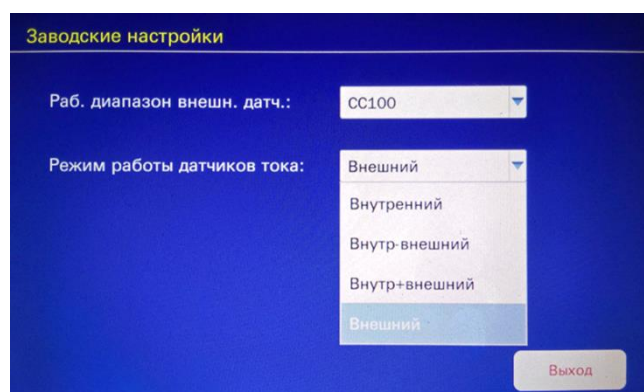 Заводские настройки
Раб. диапазон внешн. датч.: CC100
Режим работы датчиков тока: Внешний
Внутренний
Внутр-внешний
Внутр+внешний
Внешний
Выход